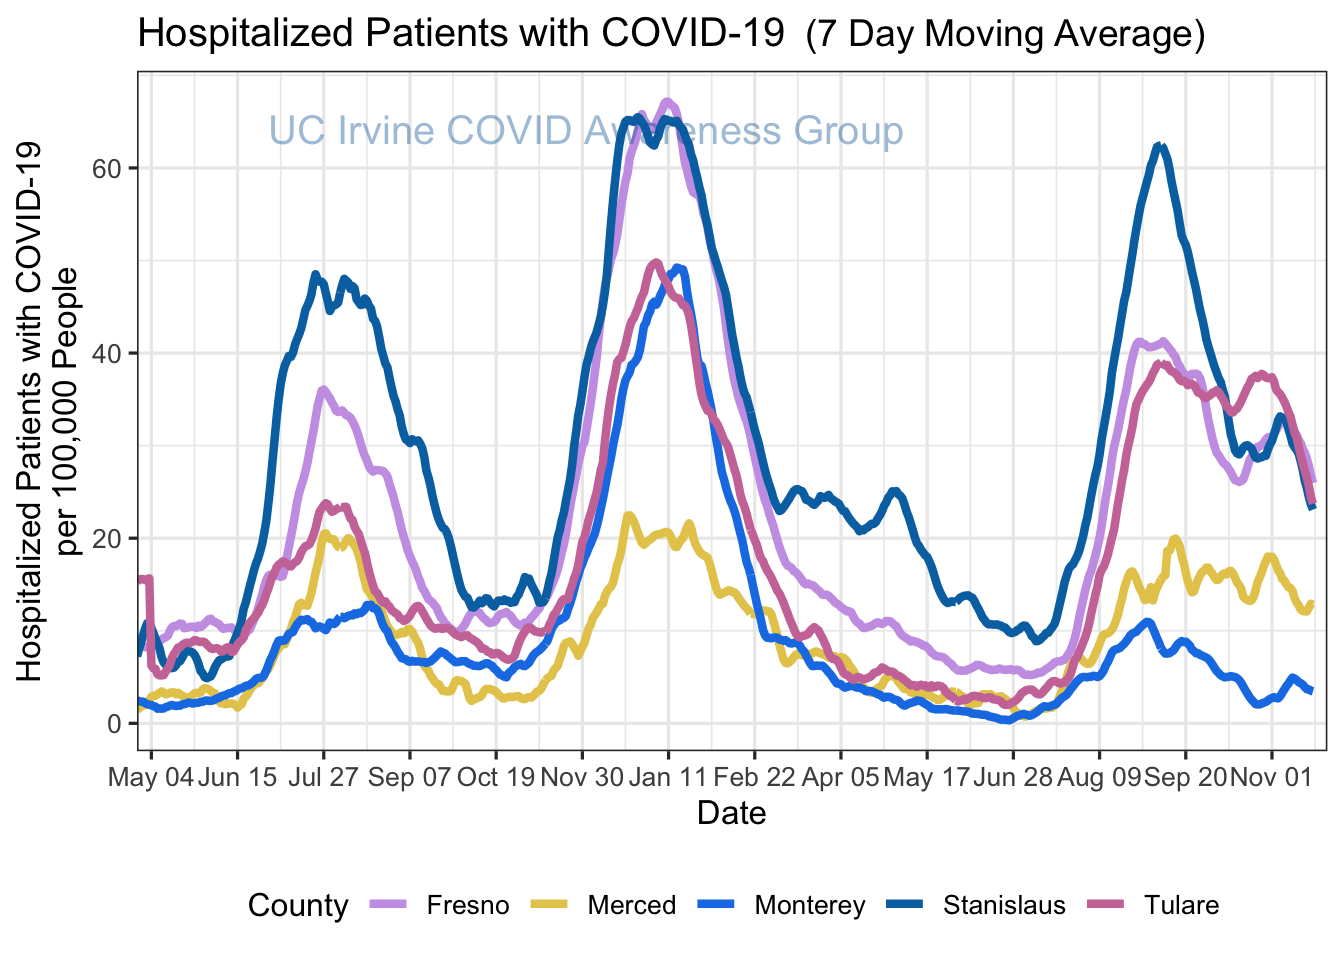 Hospitalized Patients with COVID-19  (7 Day Moving Average)
UC Irvine COVID Awareness Group
Hospitalized Patients with COVID-19
per 100,000 People
60
40
20
0
May 04 Jun 15 Jul 27 Sep 07 Oct 19 Nov 30 Jan 11 Feb 22 Apr 05 May 17 Jun 28 Aug 09 Sep 20 Nov 01
Date
County Fresno Merced Monterey Stanislaus Tulare